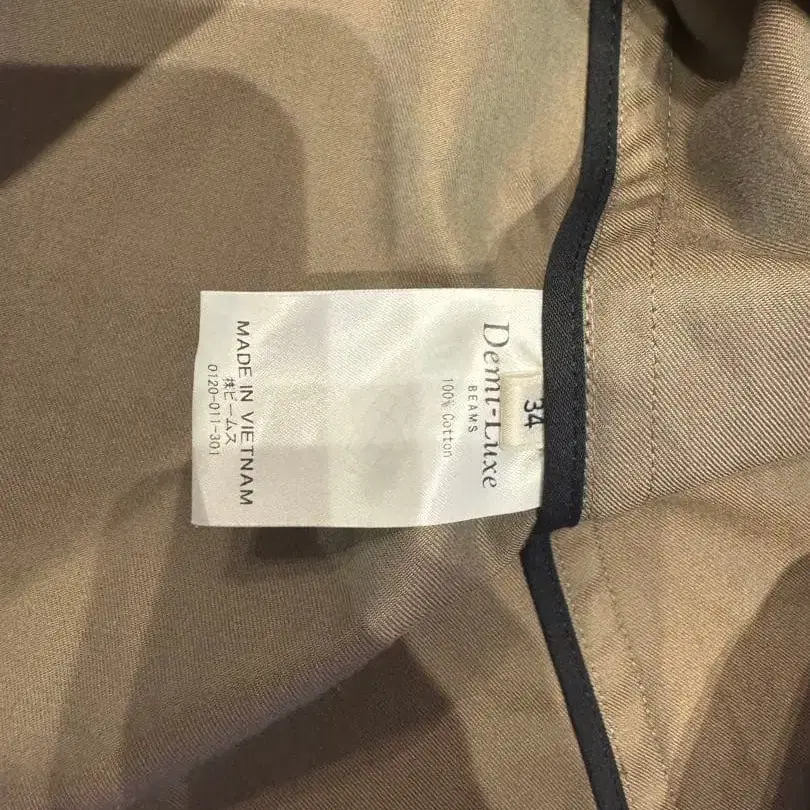 34
Demi-Luxe
BEAMS
100% Cotton
MADE IN VIETNAM
㈱ビームス
0120-011-301